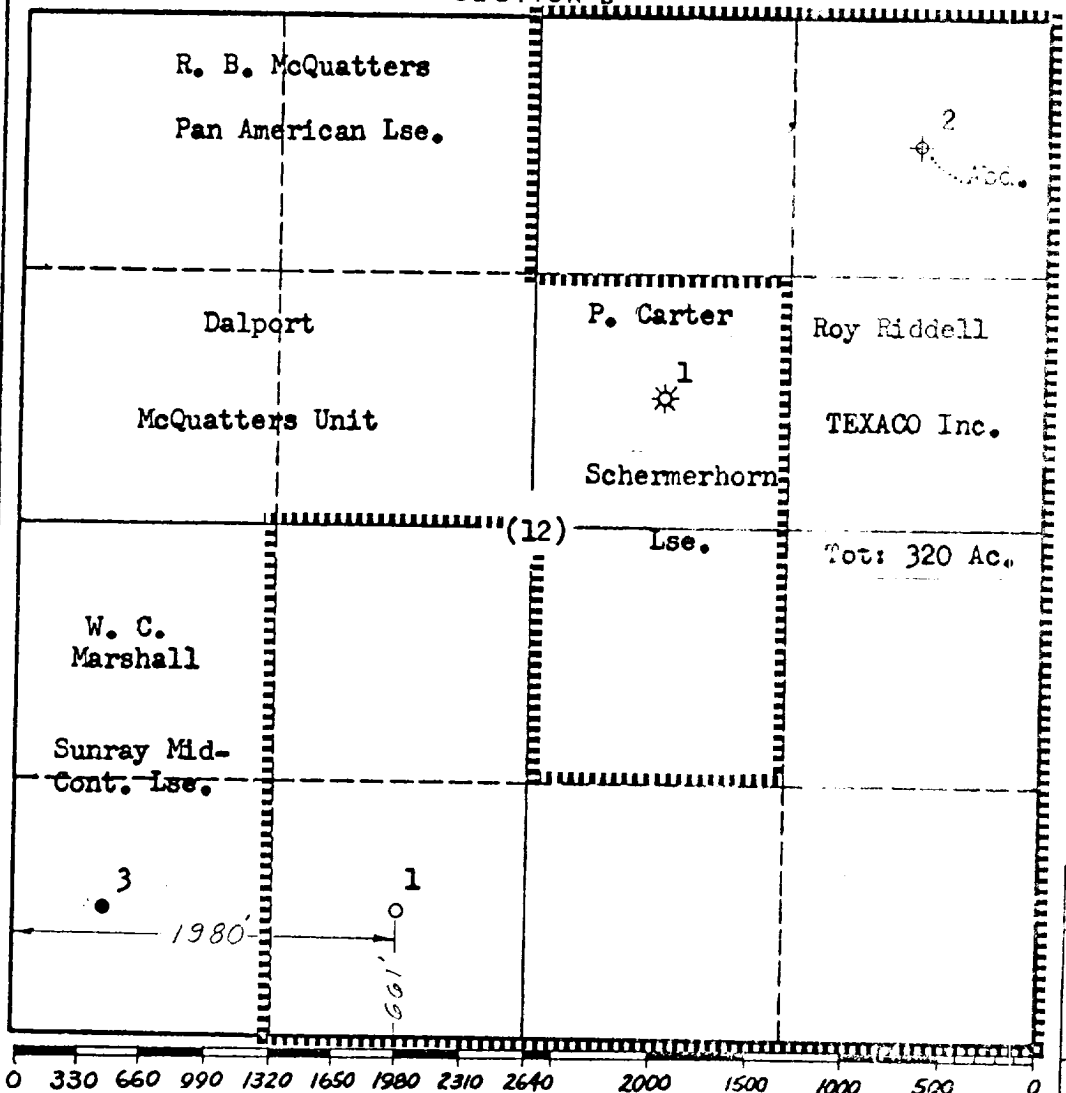 R. B. McQuatters
Pan American Lse.
2
Abd.
Dalport
McQuatters Unit
P. Carter
1
Schermerhorn
Lse.
Roy Riddell
TEXACO Inc.
Tot: 320 Ac.
(12)
W. C.
Marshall
Sunray Mid-
Cont. Lse.
3
1
1980'
661'
0 330 660 990 1320 1650 1980 2310 2640 2000 1500 1000 500 0